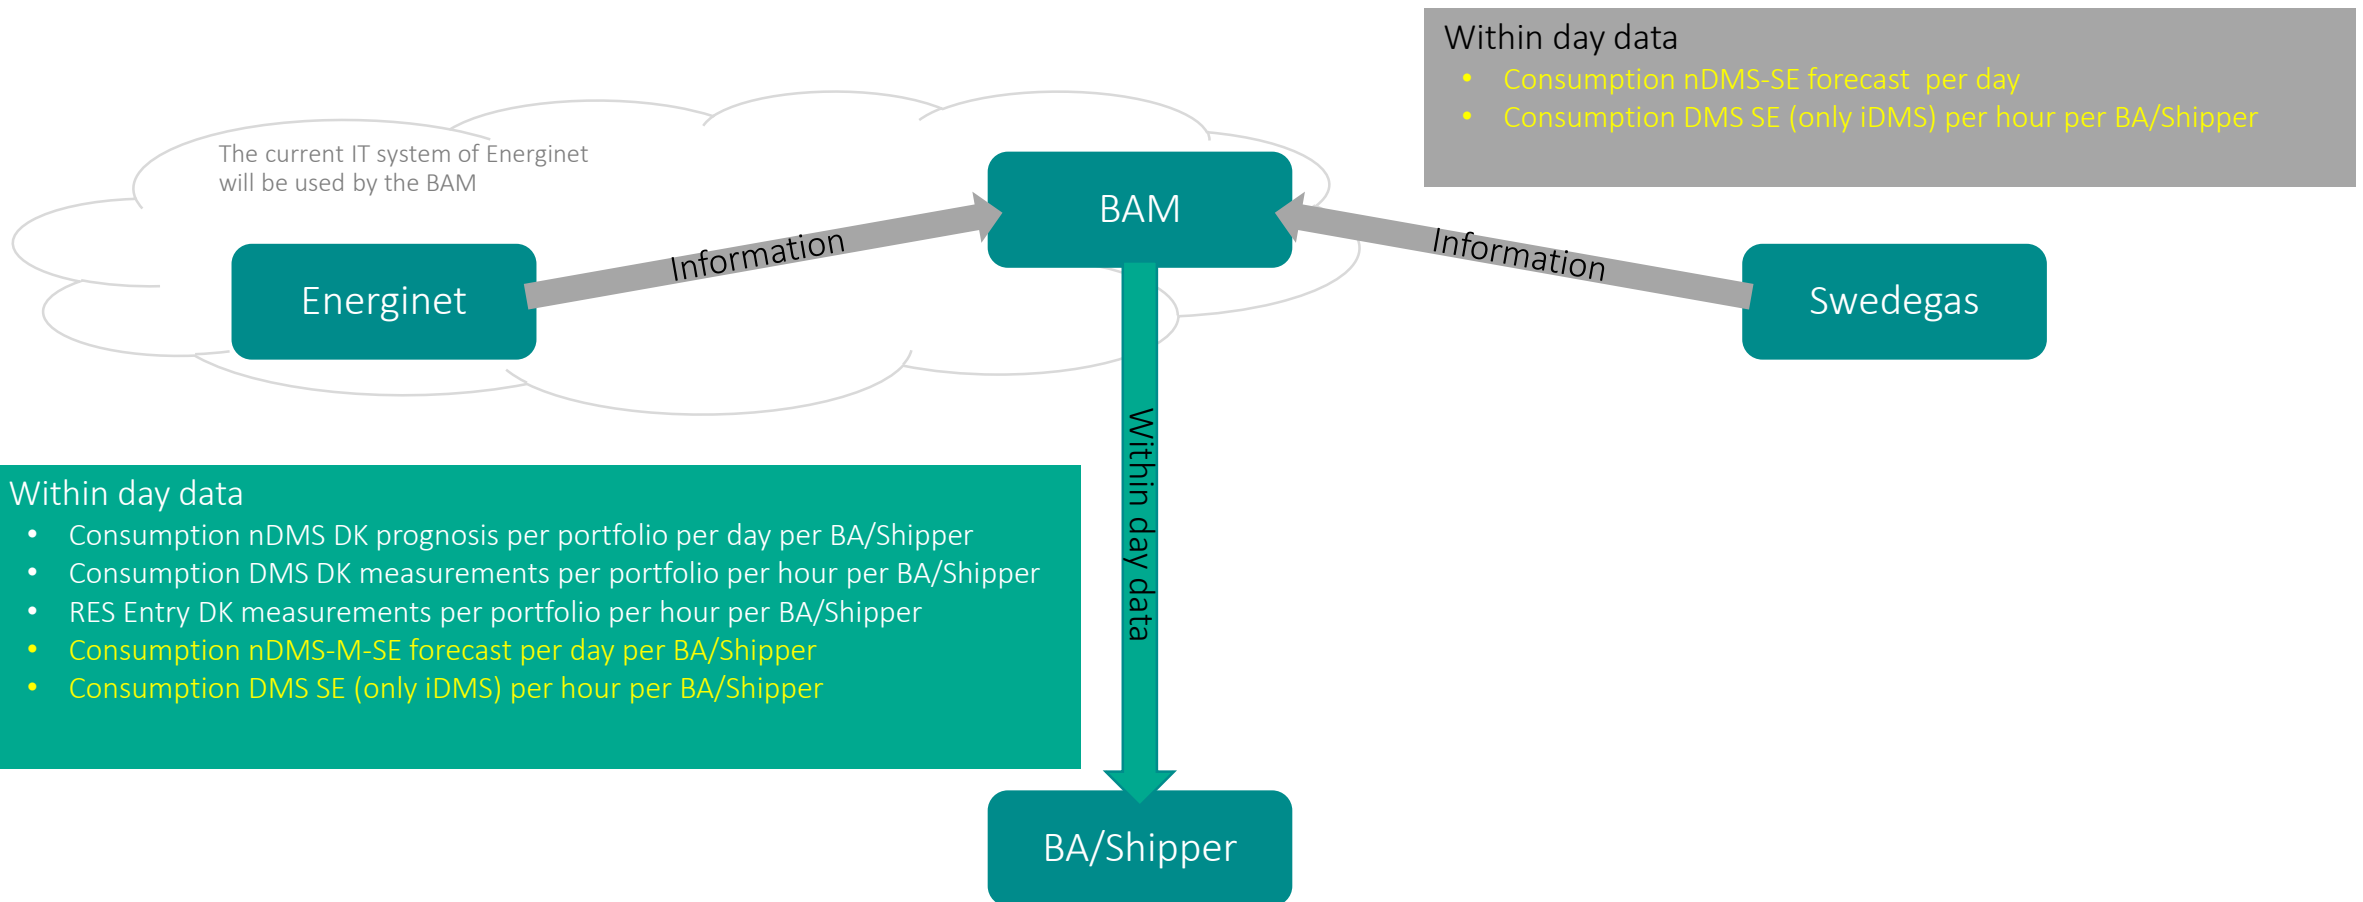 Within day data
• Consumption nDMS-SE forecast per day
• Consumption DMS SE (only iDMS) per hour per BA/Shipper
The current IT system of Energinet
will be used by the BAM
BAM
Information
Information
Energinet
Swedegas
Within day data
Within day data
• Consumption nDMS DK prognosis per portfolio per day per BA/Shipper
• Consumption DMS DK measurements per portfolio per hour per BA/Shipper
• RES Entry DK measurements per portfolio per hour per BA/Shipper
• Consumption nDMS-M-SE forecast per day per BA/Shipper
• Consumption DMS SE (only iDMS) per hour per BA/Shipper
BA/Shipper